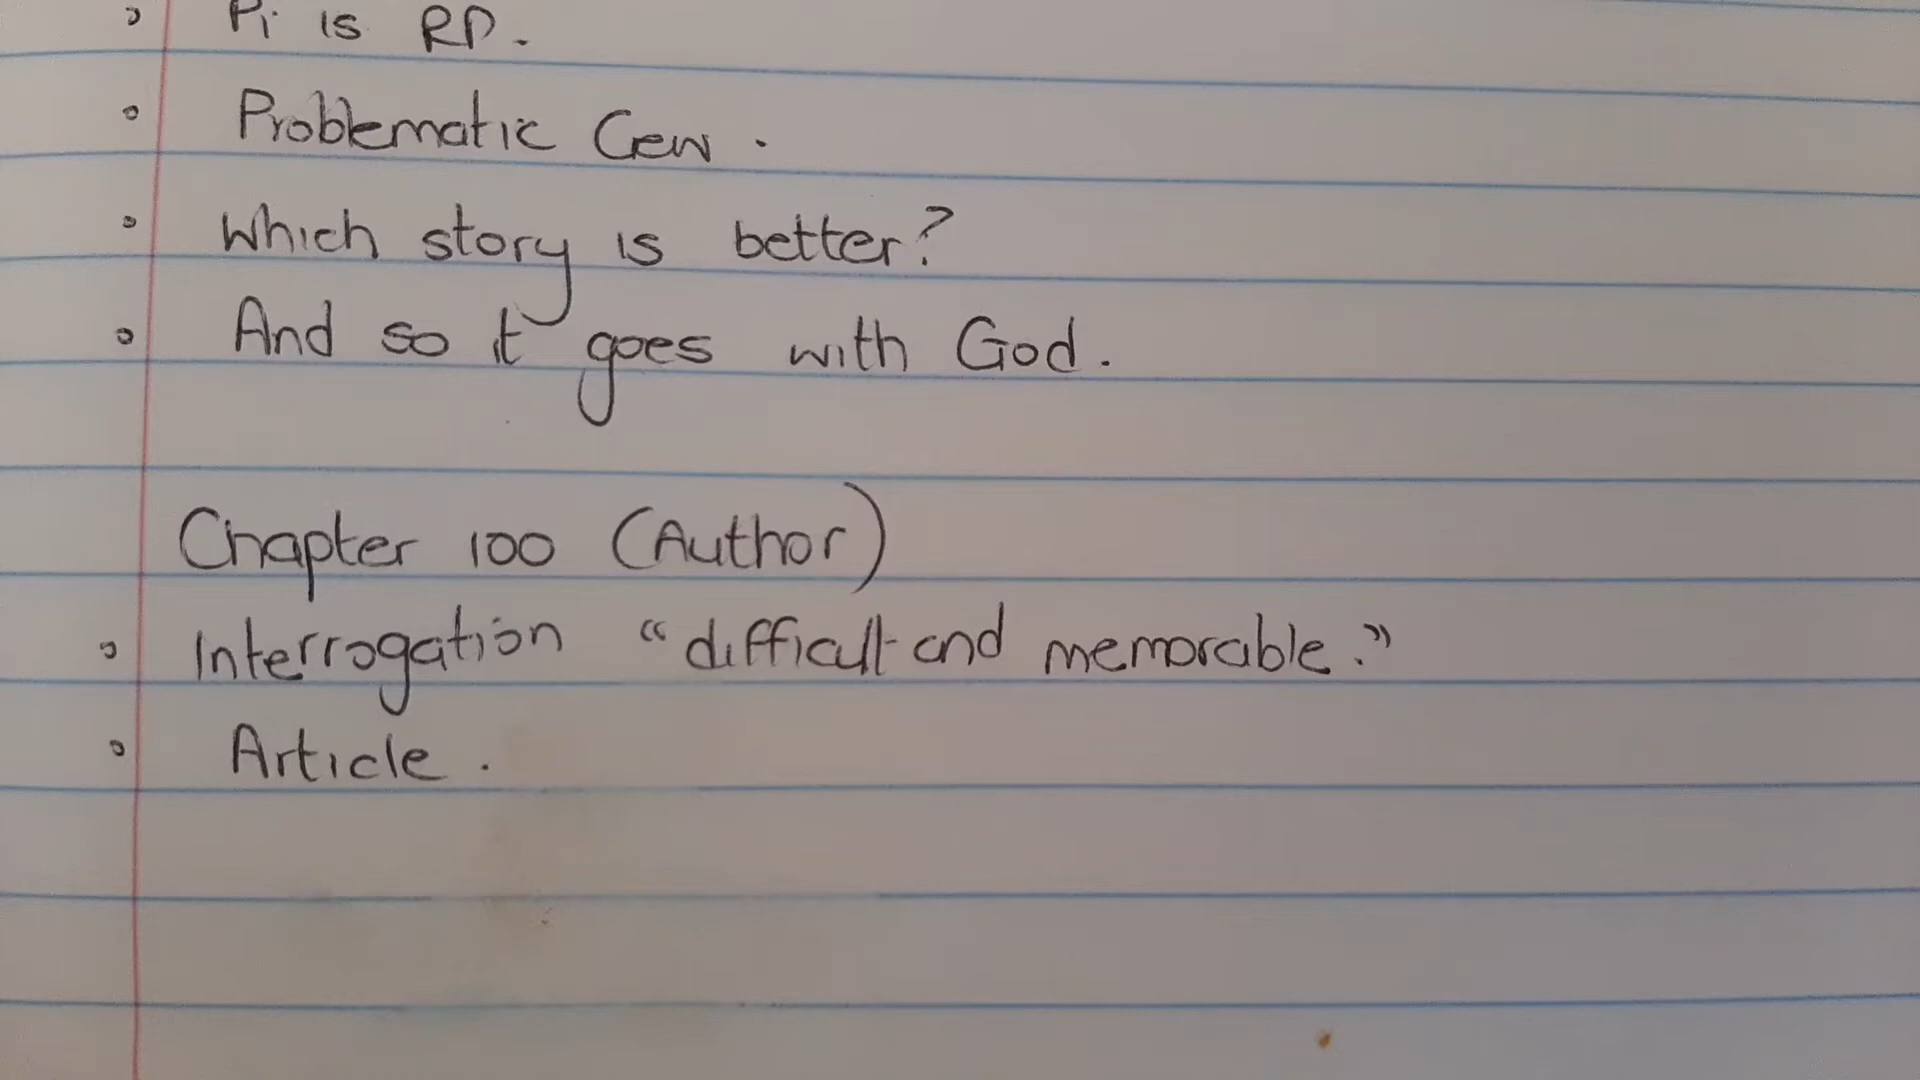 Pi is RP.
Problematic Crew.
Which story is better?
And so it goes with God.
Chapter 100 (Author)
Interrogation "difficult and memorable."
Article.